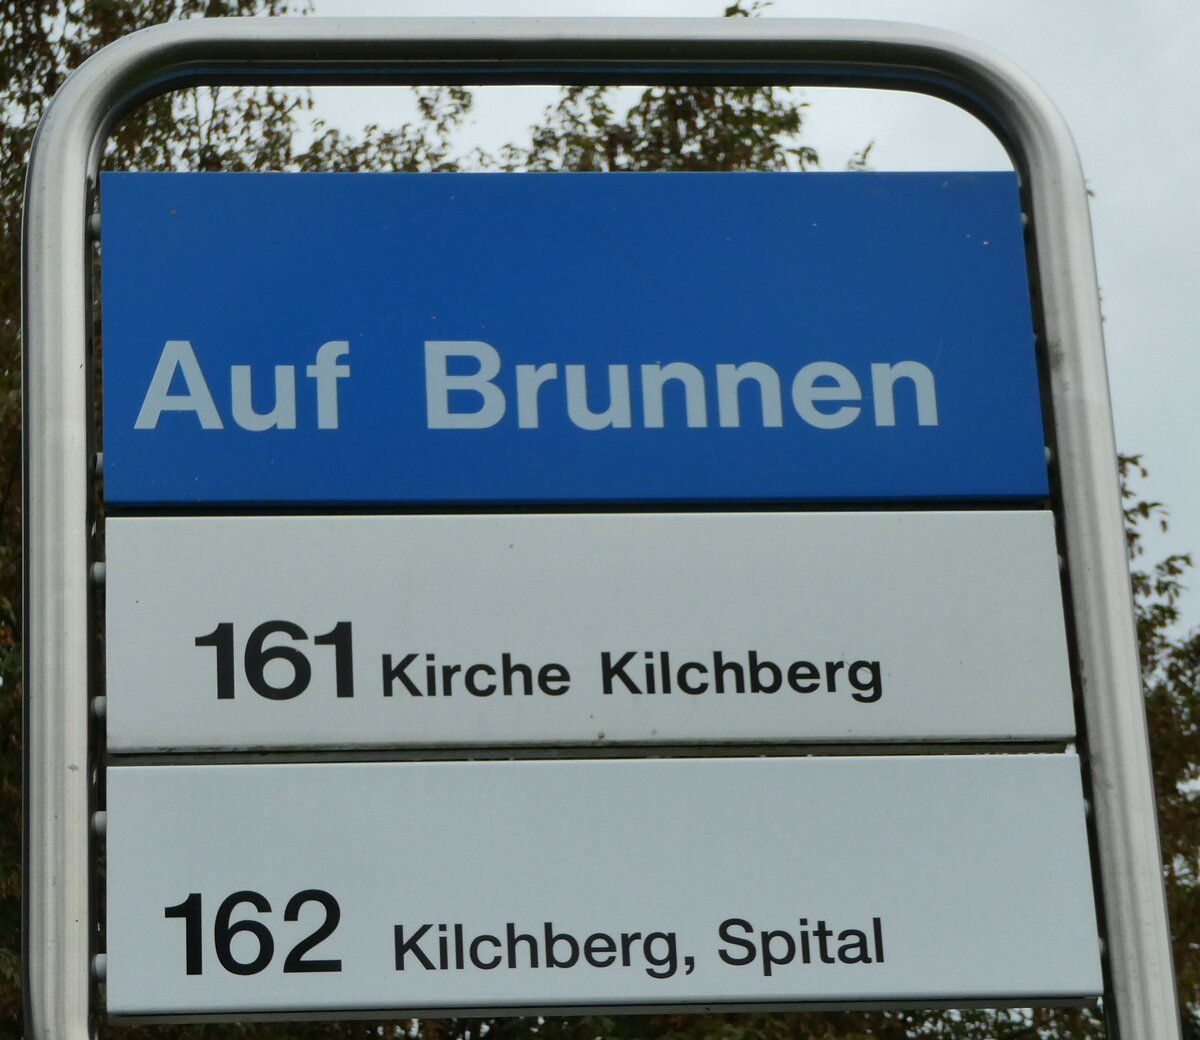 Auf Brunnen
161 Kirche Kilchberg
162 Kilchberg, Spital